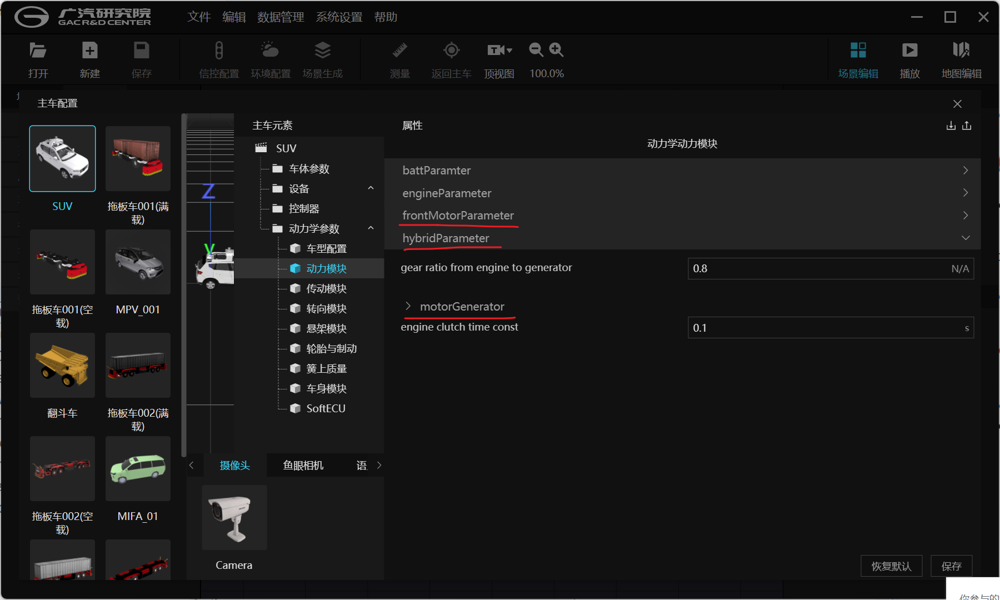 广汽研究院
GAC R&D CENTER
文件 编辑 数据管理 系统设置 帮助
打开 新建 保存 信控配置 环境配置 场景生成 测量 返回主车 顶视图 100.0% 场景编辑 播放 地图编辑
主车配置
SUV
拖板车001(满
载)
拖板车001(空
载)
MPV_001
翻斗车
拖板车002(满
载)
拖板车002(空
载)
MIFA_01
Z
Y
主车元素
SUV
车体参数
设备
控制器
动力学参数
车型配置
动力模块
传动模块
转向模块
悬架模块
轮胎与制动
簧上质量
车身模块
SoftECU
摄像头 鱼眼相机 语
Camera
属性
动力学动力模块
battParamter
engineParameter
frontMotorParameter
hybridParameter
gear ratio from engine to generator 0.8 N/A
motorGenerator
engine clutch time const 0.1 s
恢复默认 保存
你参与的